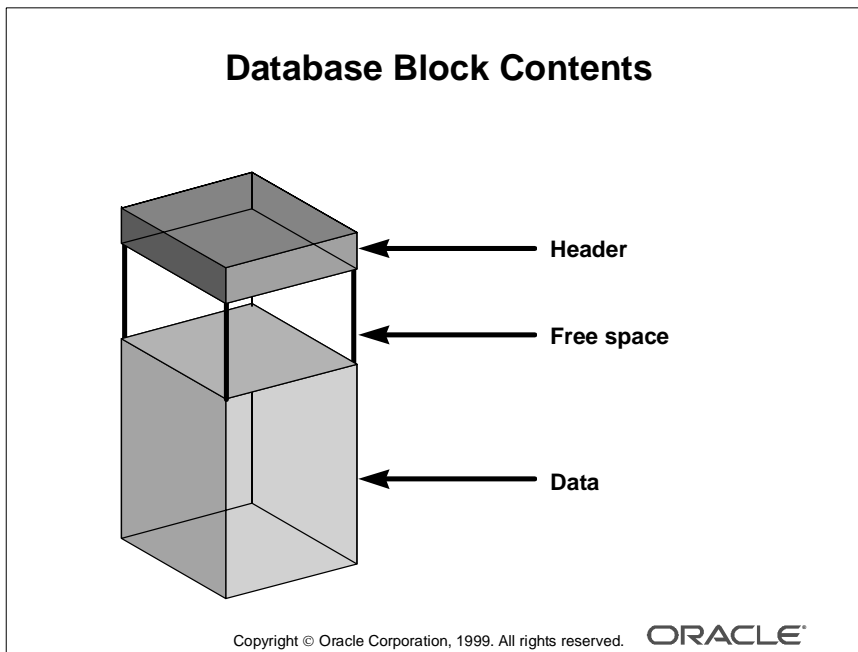 Database Block Contents
Header
Free space
Data
Copyright © Oracle Corporation, 1999. All rights reserved. ORACLE®